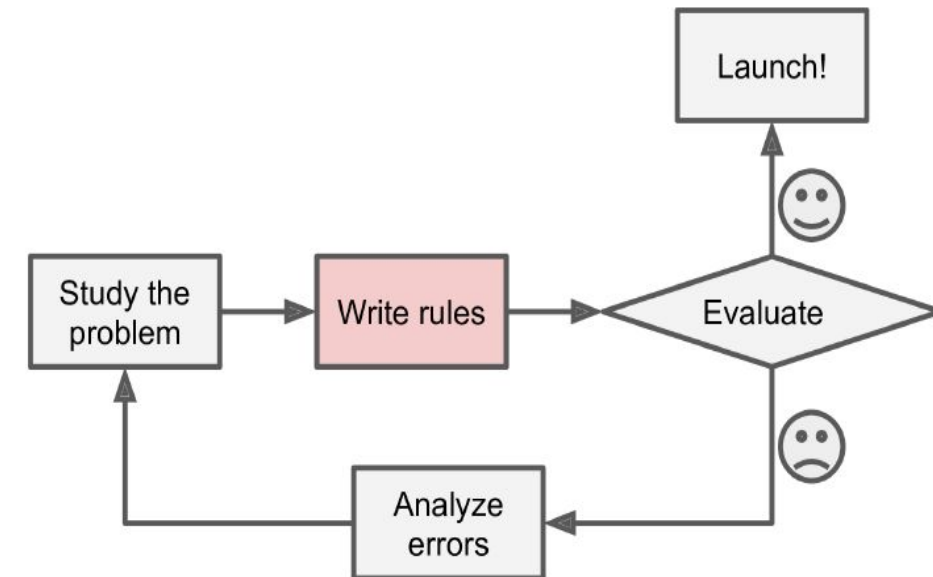 Launch!
Study the
problem
Write rules
Evaluate
Analyze
errors